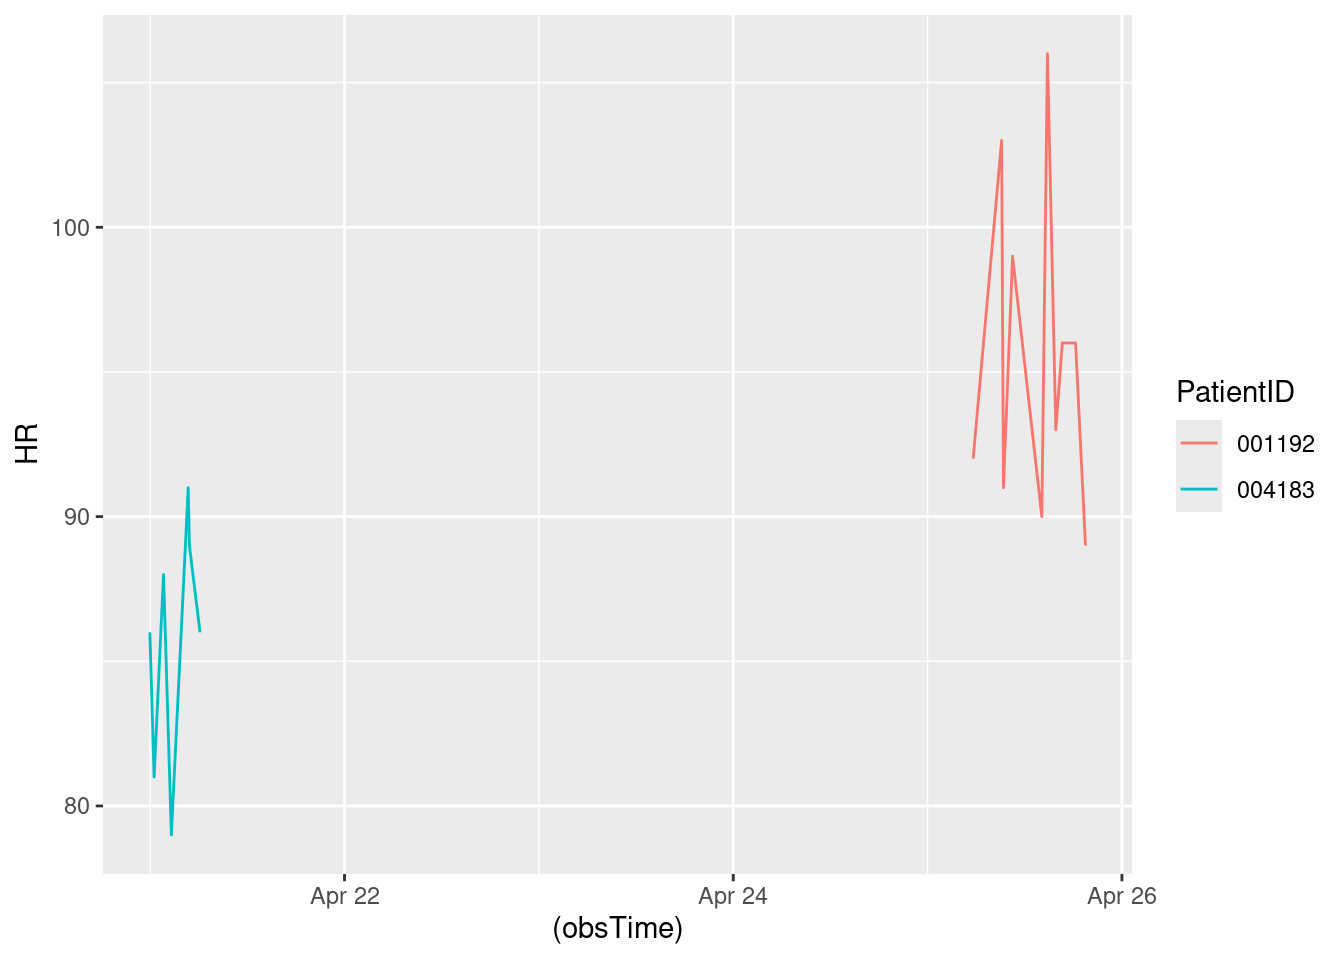 100
90
80
HR
Apr 22
Apr 24
Apr 26
(obsTime)
PatientID
001192
004183